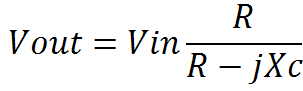 Vout = Vin R / (R − jXc)